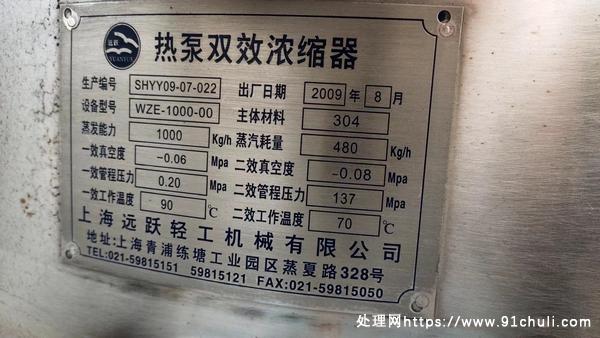 远跃
YUANYUE
热泵双效浓缩器
生产编号 SHYY09-07-022 出厂日期 2009 年 8 月
设备型号 WZE-1000-00 主体材料 304
蒸发能力 1000 Kg/h 蒸汽耗量 480 Kg/h
一效真空度 -0.06 Mpa 二效真空度 -0.08 Mpa
一效管程压力 0.20 Mpa 二效管程压力 137 Mpa
一效工作温度 90 ℃ 二效工作温度 70 ℃
上海远跃轻工机械有限公司
地址:上海青浦练塘工业园区蒸夏路328号
TEL:021-59815151 59815121 FAX:021-59815050
处理网https://www.91chuli.com